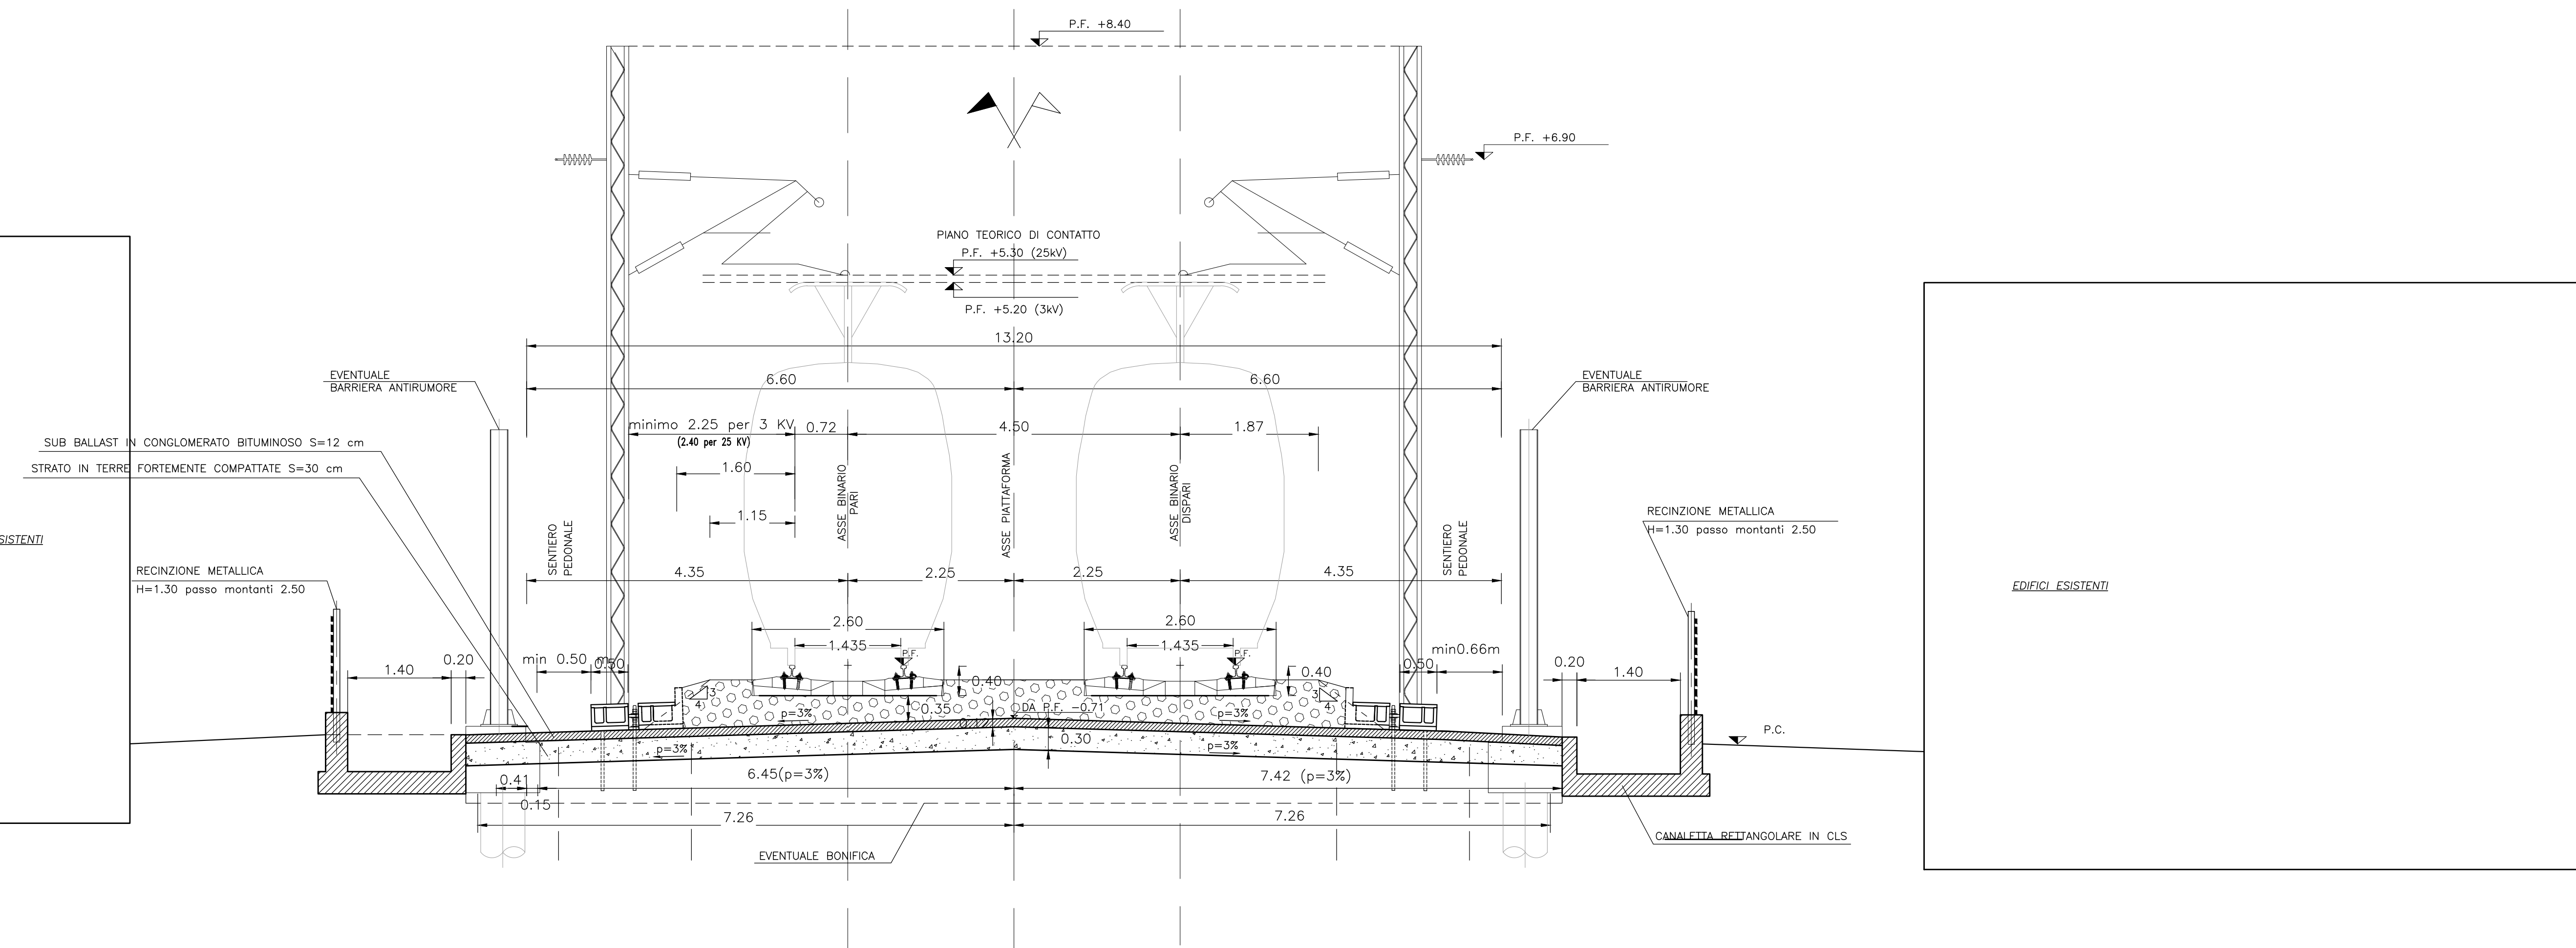 P.F. +8.40
P.F. +6.90
PIANO TEORICO DI CONTATTO
P.F. +5.30 (25kV)
P.F. +5.20 (3kV)
13.20
6.60
6.60
EVENTUALE
BARRIERA ANTIRUMORE
EVENTUALE
BARRIERA ANTIRUMORE
minimo 2.25 per 3 KV
(2.40 per 25 KV)
0.72
4.50
1.87
SUB BALLAST IN CONGLOMERATO BITUMINOSO S=12 cm
STRATO IN TERRE FORTEMENTE COMPATTATE S=30 cm
1.60
1.15
ASSE BINARIO
PARI
ASSE PIATTAFORMA
ASSE BINARIO
DISPARI
SENTIERO
PEDONALE
SENTIERO
PEDONALE
RECINZIONE METALLICA
H=1.30 passo montanti 2.50
RECINZIONE METALLICA
H=1.30 passo montanti 2.50
EDIFICI ESISTENTI
4.35
2.25
2.25
4.35
2.60
2.60
1.435
1.435
P.F.
P.F.
1.40
0.20
min 0.50 m
0.50
0.50
min0.66m
0.20
1.40
0.40
0.40
3
4
3
4
0.35
DA P.F. -0.71
p=3%
p=3%
0.30
p=3%
p=3%
P.C.
0.41
0.15
6.45(p=3%)
7.42 (p=3%)
7.26
7.26
EVENTUALE BONIFICA
CANALETTA RETTANGOLARE IN CLS